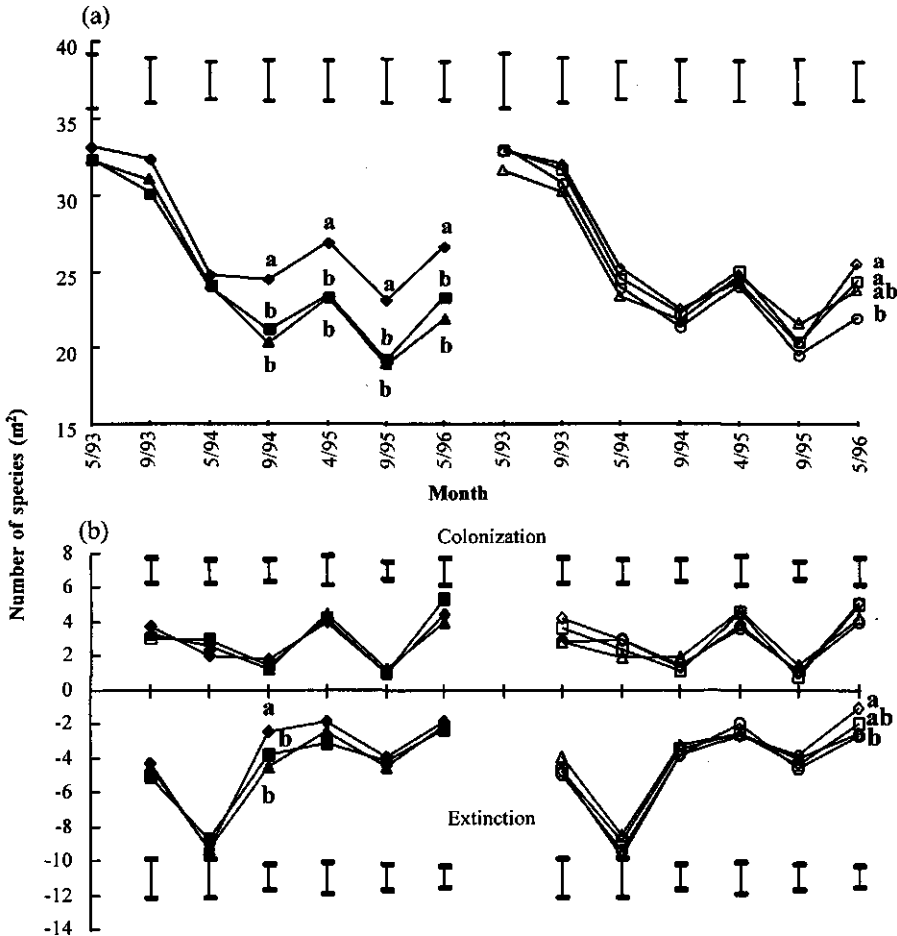 (a)
40
35
30
25
20
15
a
a
a
a
b
b
b
b
b
b
b
b
a
a
ab
b
5/93
9/93
5/94
9/94
4/95
9/95
5/96
5/93
9/93
5/94
9/94
4/95
9/95
5/96
Month
Number of species (m²)
(b)
Colonization
8
6
4
2
0
-2
-4
-6
-8
-10
-12
-14
a
b
b
a
ab
b
Extinction